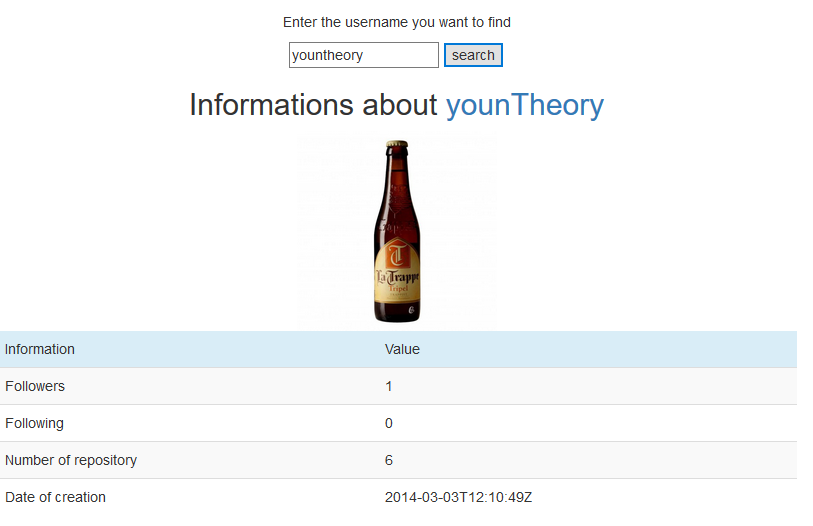 Enter the username you want to find
yountheory search
Informations about younTheory
La Trappe
Tripel
Information Value
Followers 1
Following 0
Number of repository 6
Date of creation 2014-03-03T12:10:49Z